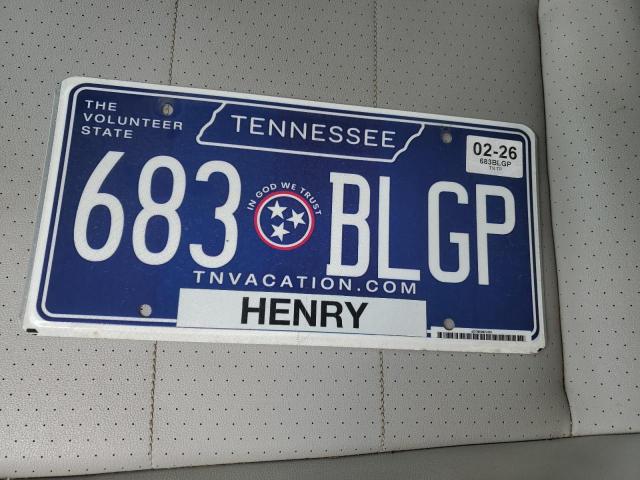 THE
VOLUNTEER
STATE
TENNESSEE
02-26
683BLGP
683 BLGP
IN GOD WE TRUST
TNVACATION.COM
HENRY